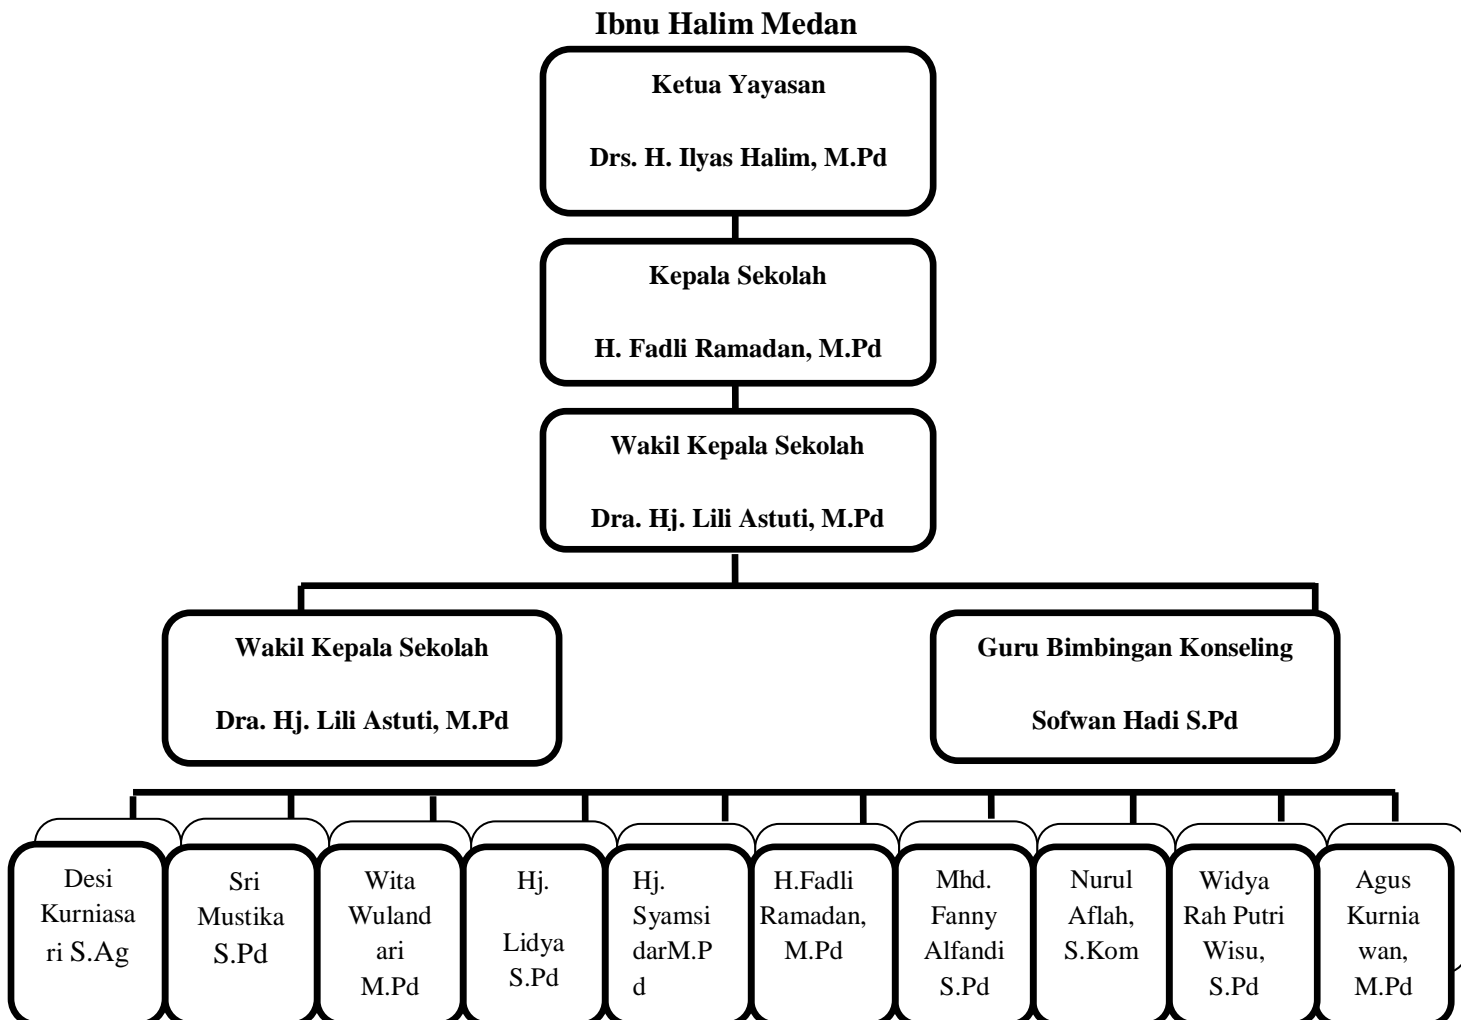 Ibnu Halim Medan
Ketua Yayasan
Drs. H. Ilyas Halim, M.Pd
Kepala Sekolah
H. Fadli Ramadan, M.Pd
Wakil Kepala Sekolah
Dra. Hj. Lili Astuti, M.Pd
Wakil Kepala Sekolah
Dra. Hj. Lili Astuti, M.Pd
Guru Bimbingan Konseling
Sofwan Hadi S.Pd
Desi
Kurniasa
ri S.Ag
Sri
Mustika
S.Pd
Wita
Wuland
ari
M.Pd
Hj.
Lidya
S.Pd
Hj.
Syamsi
darM.P
d
H.Fadli
Ramadan,
M.Pd
Mhd.
Fanny
Alfandi
S.Pd
Nurul
Aflah,
S.Kom
Widya
Rah Putri
Wisu,
S.Pd
Agus
Kurnia
wan,
M.Pd